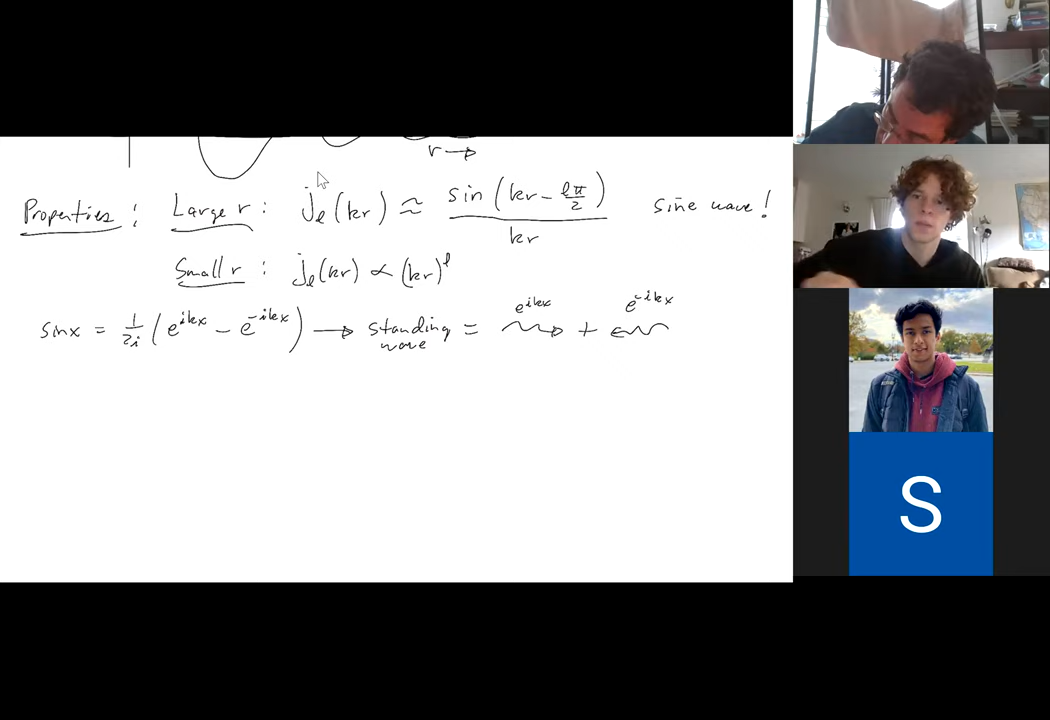 r →
Properties : Large r : jₗ(kr) ≈ sin (kr - lπ/2) / kr sine wave!
Small r : jₗ(kr) ∝ (kr)ˡ
sinx = 1/2i (e^ikx - e^-ikx) → standing wave = e^ikx + e^-ikx
S